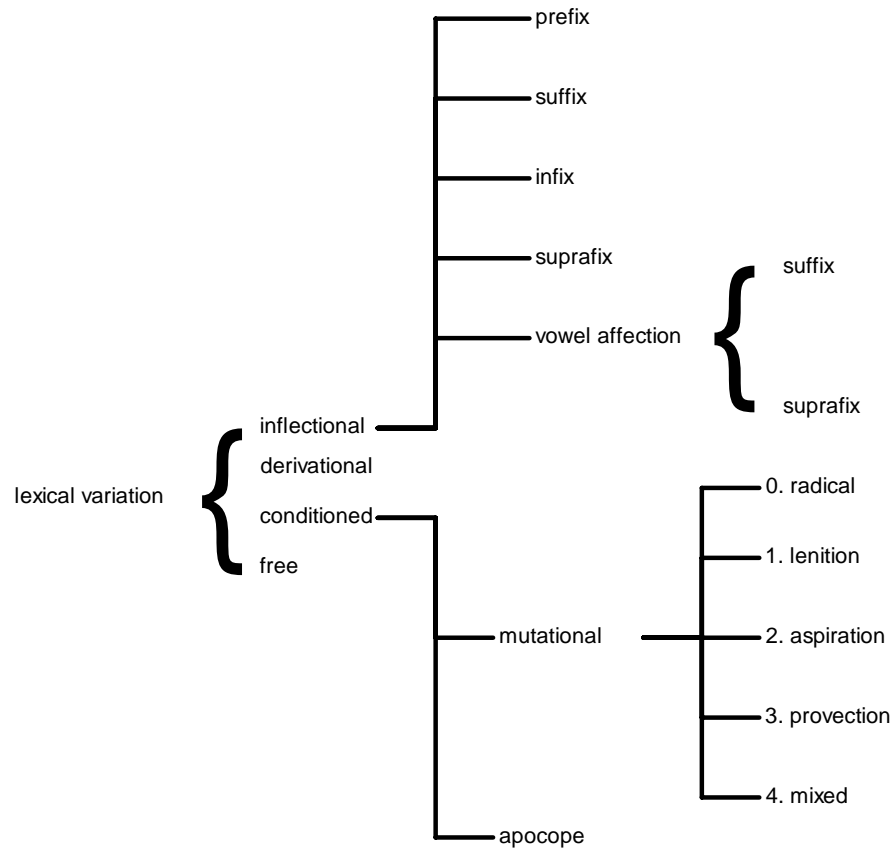 prefix
suffix
infix
suprafix
suffix
vowel affection
suprafix
inflectional
derivational
lexical variation
conditioned
free
0. radical
1. lenition
mutational
2. aspiration
3. provection
4. mixed
apocope